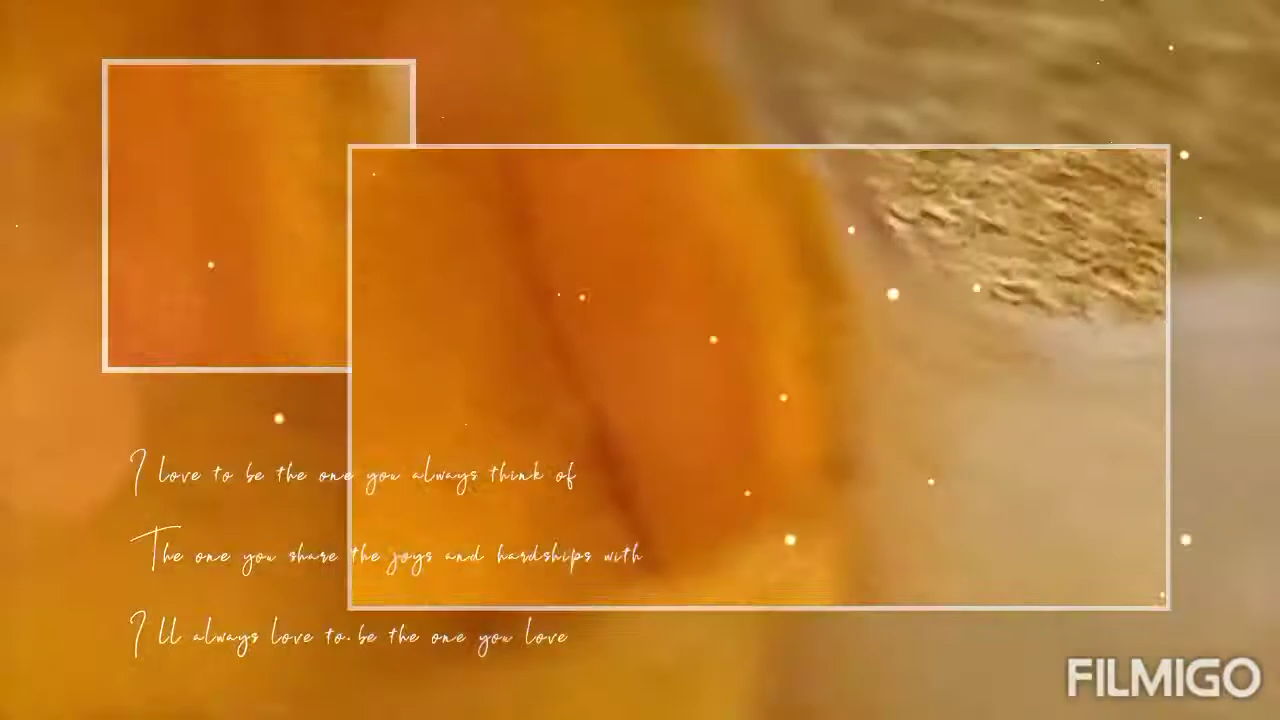 I love to be the one you always think of
The one you share the joys and hardships with
I ll always love to be the one you love
FILMIGO